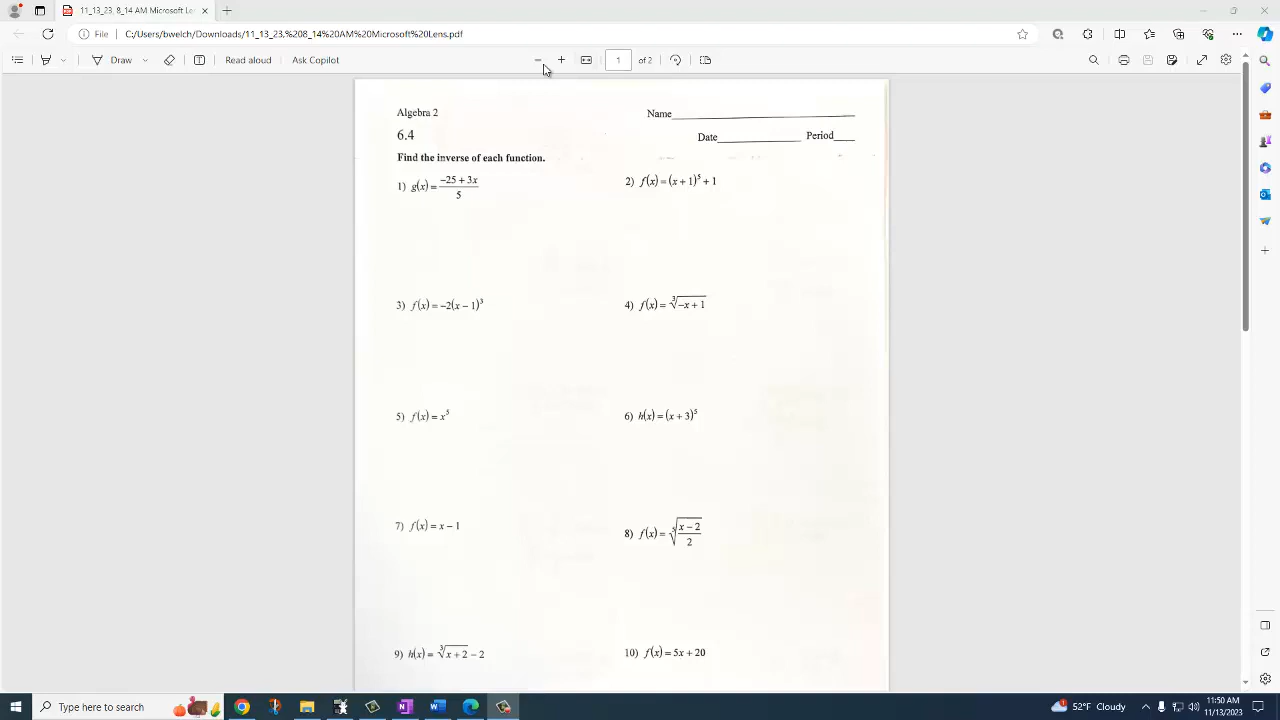 11_13_23, 8_14 AM Microsoft Len
File C:/Users/bwelch/Downloads/11_13_23.%208_14%20AM%20Microsoft%20Lens.pdf
Draw Read aloud Ask Copilot 1 of 2
Algebra 2 Name
6.4 Date Period
Find the inverse of each function.
1) g(x) = (-25 + 3x)/5 2) f(x) = (x + 1)⁵ + 1
3) f(x) = -2(x - 1)³ 4) f(x) = ∛(-x + 1)
5) f(x) = x⁵ 6) h(x) = (x + 3)⁵
7) f(x) = x - 1 8) f(x) = ⁵√((x - 2)/2)
9) h(x) = ∛(x + 2) - 2 10) f(x) = 5x + 20
Type here to search 52°F Cloudy 11:50 AM
11/13/2023